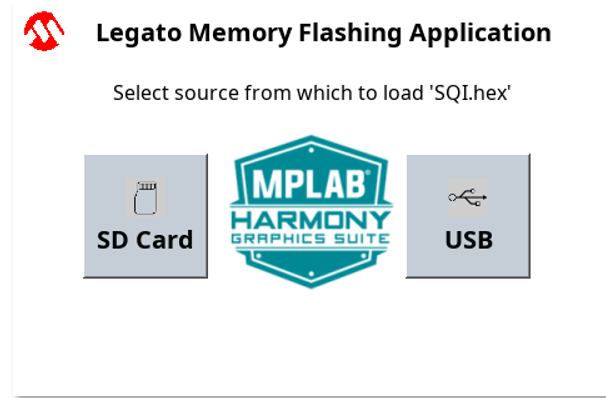 Legato Memory Flashing Application
Select source from which to load 'SQI.hex'
MPLAB®
HARMONY
GRAPHICS SUITE
SD Card
USB